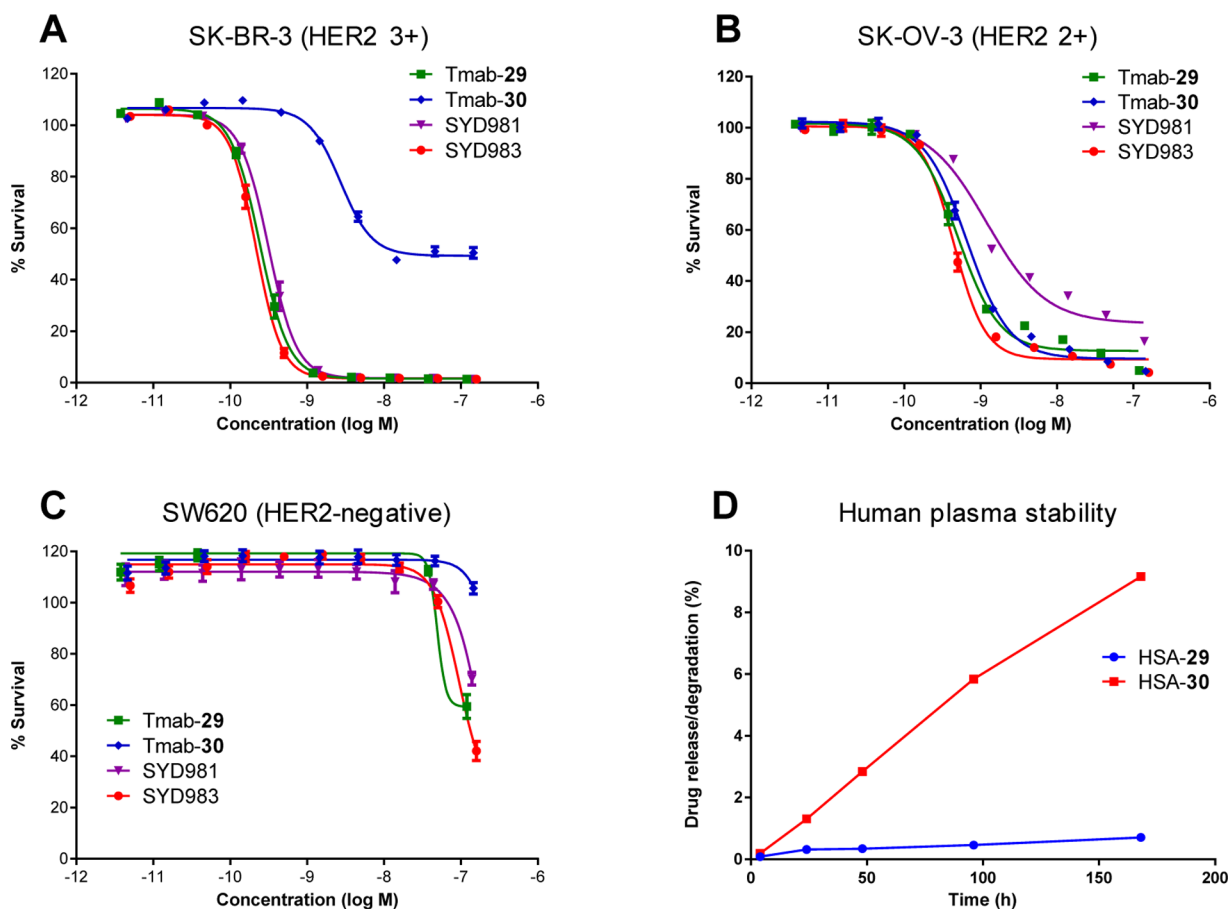 A
SK-BR-3 (HER2 3+)
% Survival
120
100
80
60
40
20
0
-12
-11
-10
-9
-8
-7
-6
Concentration (log M)
Tmab-29
Tmab-30
SYD981
SYD983
B
SK-OV-3 (HER2 2+)
% Survival
120
100
80
60
40
20
0
-12
-11
-10
-9
-8
-7
-6
Concentration (log M)
Tmab-29
Tmab-30
SYD981
SYD983
C
SW620 (HER2-negative)
% Survival
120
100
80
60
40
20
0
-12
-11
-10
-9
-8
-7
-6
Concentration (log M)
Tmab-29
Tmab-30
SYD981
SYD983
D
Human plasma stability
Drug release/degradation (%)
10
8
6
4
2
0
0
50
100
150
200
Time (h)
HSA-29
HSA-30